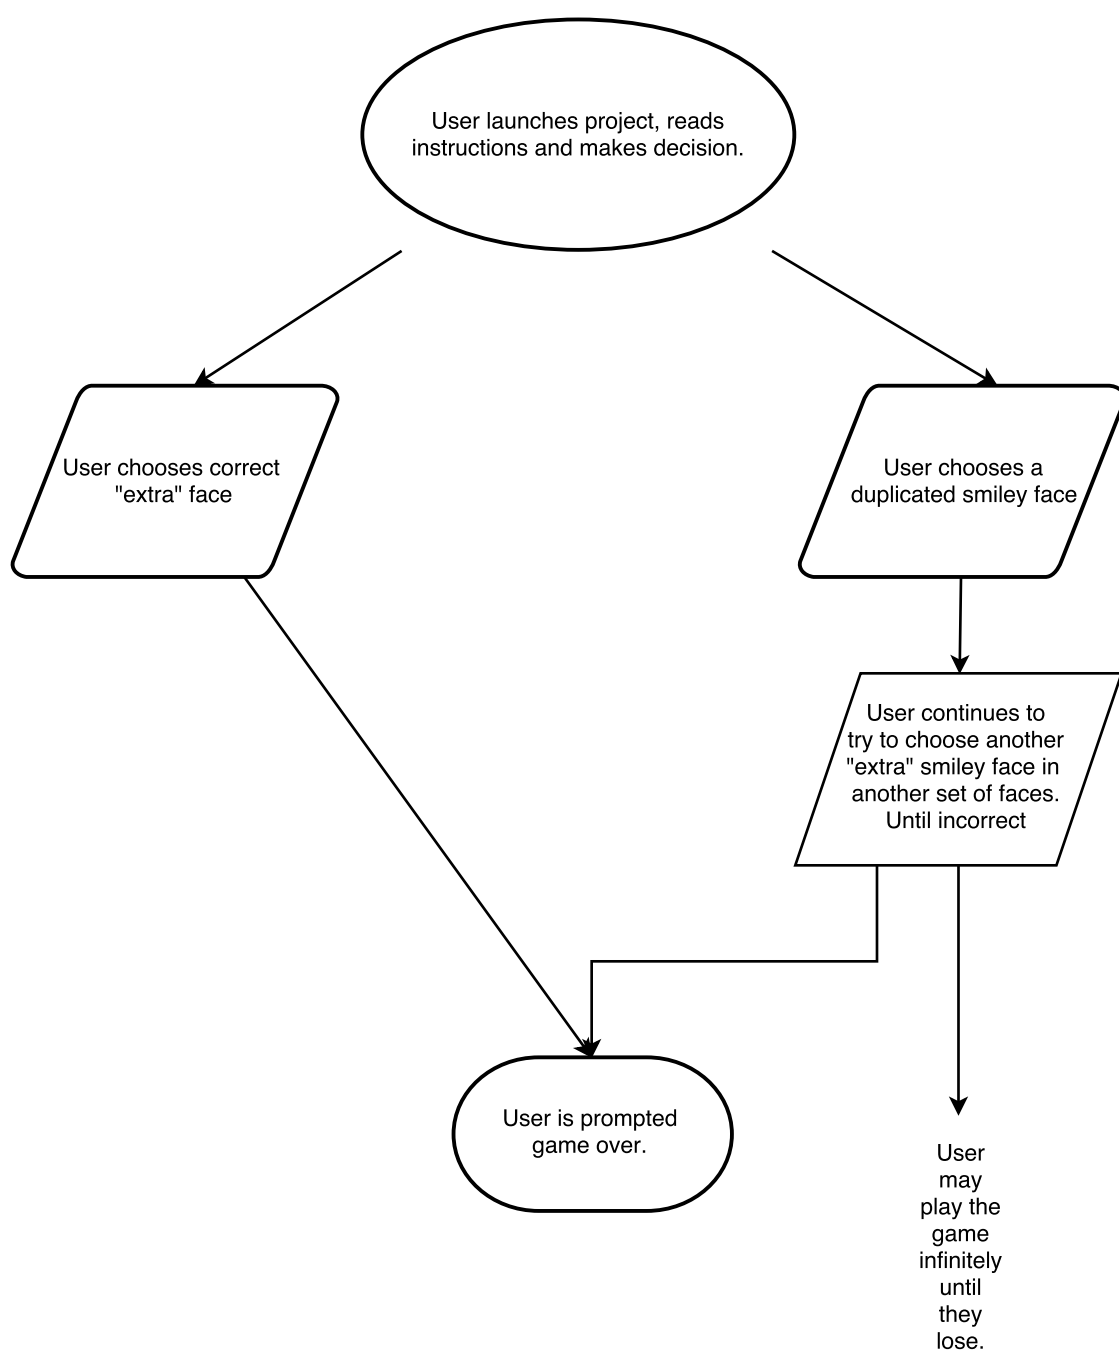 User launches project, reads
instructions and makes decision.
User chooses correct
"extra" face
User chooses a
duplicated smiley face
User continues to
try to choose another
"extra" smiley face in
another set of faces.
Until incorrect
User is prompted
game over.
User
may
play the
game
infinitely
until
they
lose.